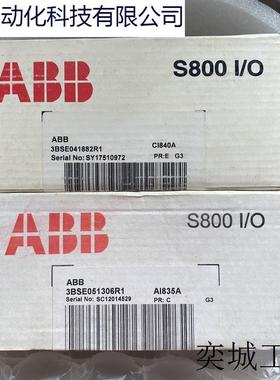 动化科技有限公司
ABB
S800 I/O
ABB
3BSE041882R1 CI840A
Serial No: SY17510972 PR:E G3
ABB
S800 I/O
ABB
3BSE051306R1 AI835A
Serial No: SC12014529 PR: C G3
奕城工